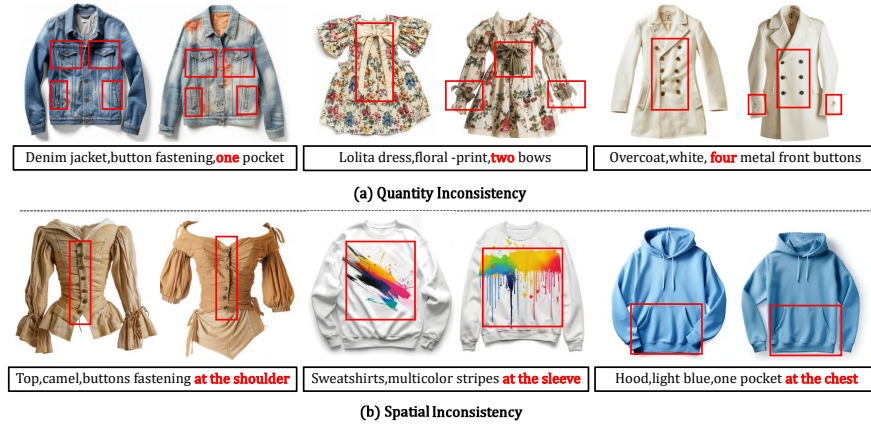 Denim jacket,button fastening,one pocket
Lolita dress,floral -print,two bows
Overcoat,white, four metal front buttons
(a) Quantity Inconsistency
Top,camel,buttons fastening at the shoulder
Sweatshirts,multicolor stripes at the sleeve
Hood,light blue,one pocket at the chest
(b) Spatial Inconsistency